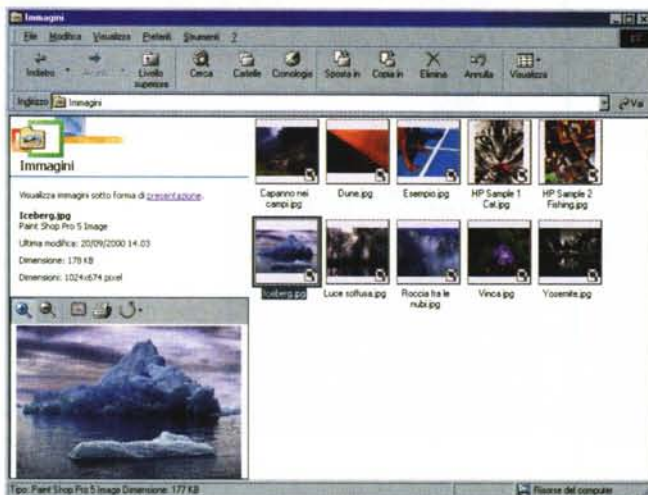 Immagini
File Modifica Visualizza Preferiti Strumenti ?
Indietro Avanti Livello superiore Cerca Cartelle Cronologia Sposta in Copia in Elimina Annulla Visualizza
Indirizzo Immagini Vai
Immagini
Visualizza immagini sotto forma di presentazione.
Iceberg.jpg
Paint Shop Pro 5 Image
Ultima modifica: 20/09/2000 14.03
Dimensione: 178 KB
Dimensioni: 1024x674 pixel
Capanno nei campi.jpg
Dune.jpg
Esempio.jpg
HP Sample 1 Cat.jpg
HP Sample 2 Fishing.jpg
Iceberg.jpg
Luce soffusa.jpg
Roccia fra le nubi.jpg
Vinca.jpg
Yosemite.jpg
Tipo: Paint Shop Pro 5 Image Dimensione: 177 KB
Risorse del computer